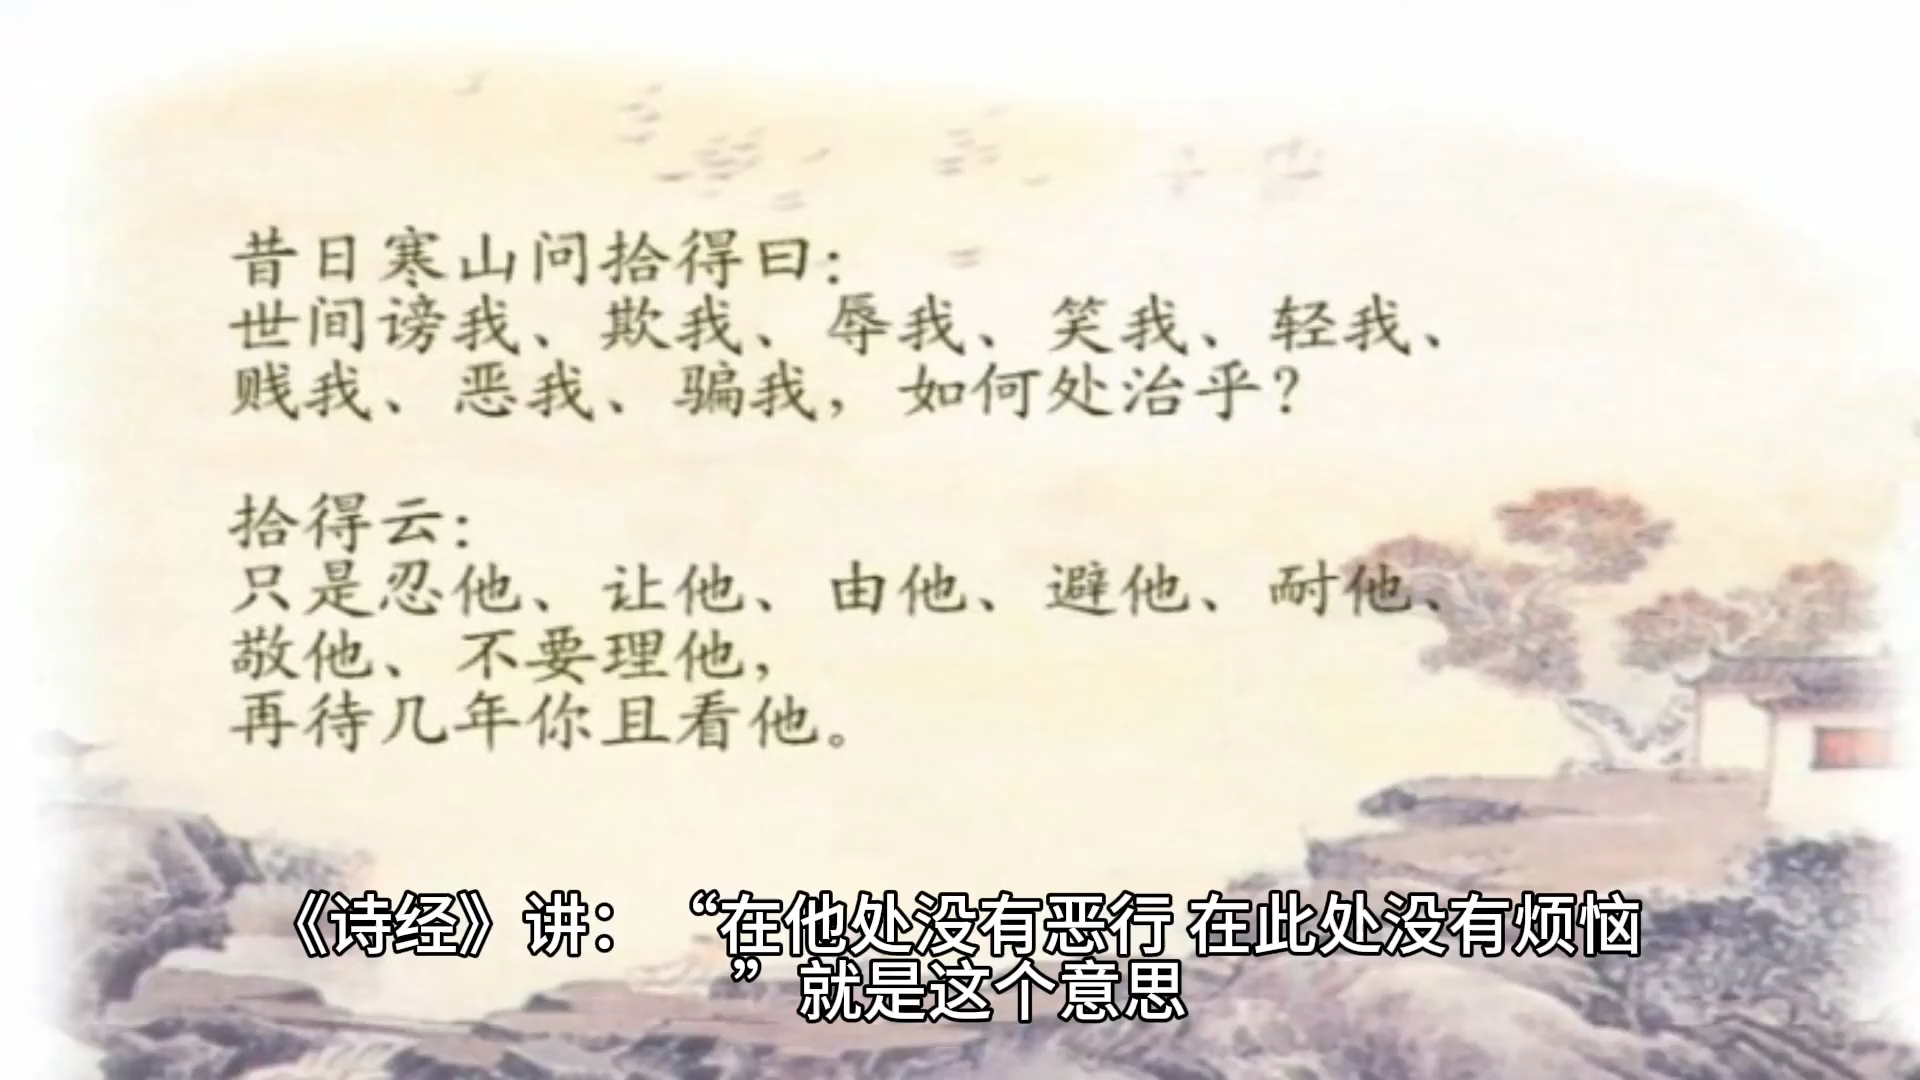 昔日寒山问拾得曰：
世间谤我、欺我、辱我、笑我、轻我、
贱我、恶我、骗我，如何处治乎？
拾得云：
只是忍他、让他、由他、避他、耐他、
敬他、不要理他，
再待几年你且看他。
《诗经》讲：“在他处没有恶行 在此处没有烦恼
”就是这个意思